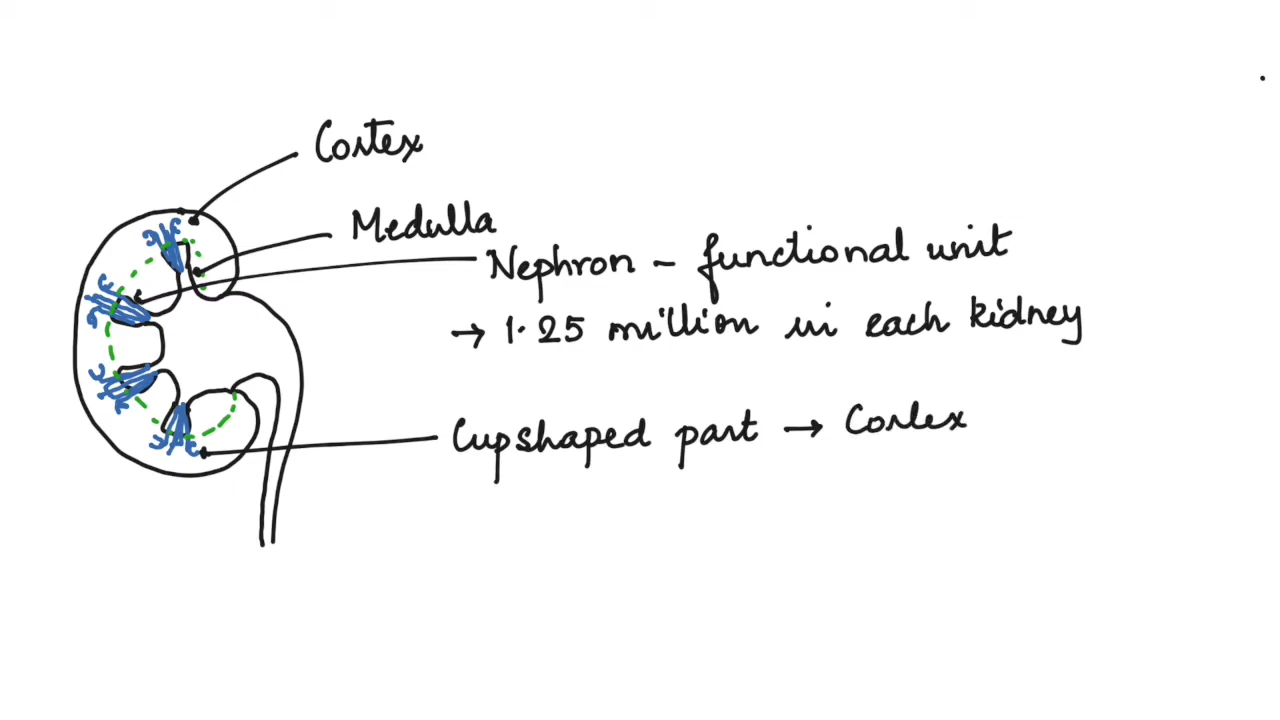 Cortex
Medulla
Nephron - functional unit
→ 1.25 million in each kidney
Cupshaped part → Cortex